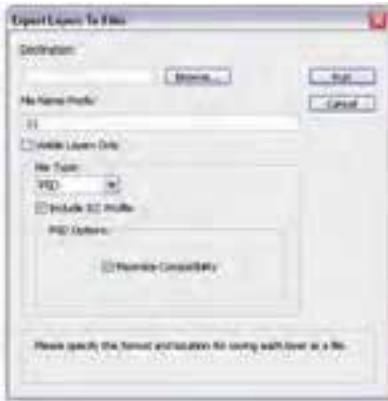 Export Layers To Files
Destination:
Browse...
Run
File Name Prefix:
Cancel
Visible Layers Only
File Type:
PSD
Include ICC Profile
PSD Options:
Maximize Compatibility
Please specify the format and location for saving each layer as a file.